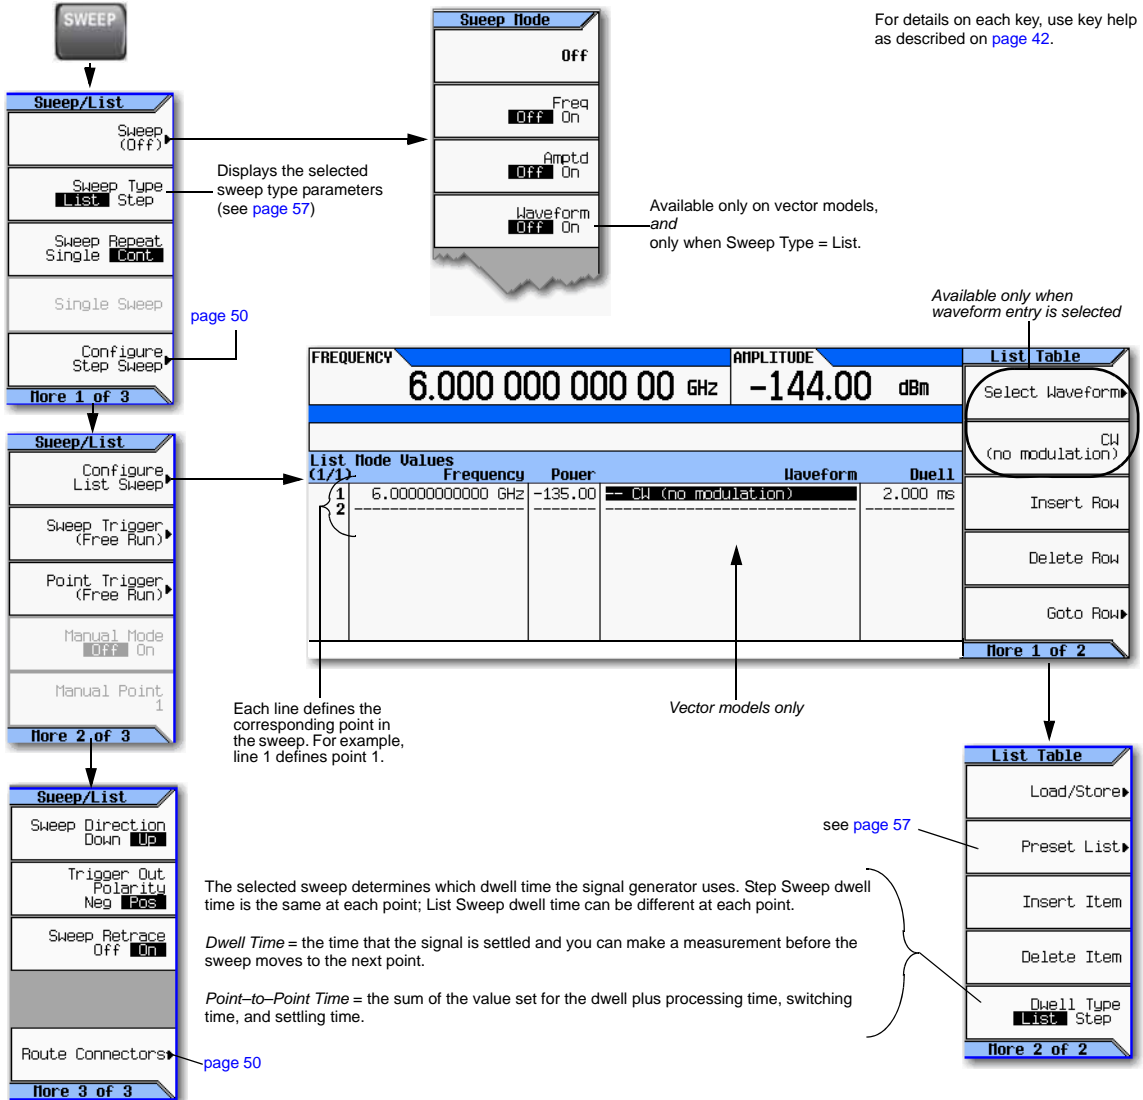 SWEEP
For details on each key, use key help
as described on page 42.
Sweep/List
Sweep
(Off)
Sweep Type
List Step
Sweep Repeat
Single Cont
Single Sweep
Configure
Step Sweep
More 1 of 3
Displays the selected
sweep type parameters
(see page 57)
page 50
Sweep Mode
Off
Freq
Off On
Amptd
Off On
Waveform
Off On
Available only on vector models,
and
only when Sweep Type = List.
Available only when
waveform entry is selected
FREQUENCY
6.000 000 000 00 GHz
AMPLITUDE
-144.00 dBm
List Mode Values
(1/1) Frequency Power Waveform Dwell
1 6.00000000000 GHz -135.00 -- CW (no modulation) 2.000 ms
2 ------------------ -------- ------------------------------ ----------
List Table
Select Waveform
CW
(no modulation)
Insert Row
Delete Row
Goto Row
More 1 of 2
Sweep/List
Configure
List Sweep
Sweep Trigger
(Free Run)
Point Trigger
(Free Run)
Manual Mode
Off On
Manual Point
1
More 2 of 3
Each line defines the
corresponding point in
the sweep. For example,
line 1 defines point 1.
Vector models only
Sweep/List
Sweep Direction
Down Up
Trigger Out
Polarity
Neg Pos
Sweep Retrace
Off On
Route Connectors
More 3 of 3
page 50
The selected sweep determines which dwell time the signal generator uses. Step Sweep dwell
time is the same at each point; List Sweep dwell time can be different at each point.
Dwell Time = the time that the signal is settled and you can make a measurement before the
sweep moves to the next point.
Point–to–Point Time = the sum of the value set for the dwell plus processing time, switching
time, and settling time.
see page 57
List Table
Load/Store
Preset List
Insert Item
Delete Item
Dwell Type
List Step
More 2 of 2